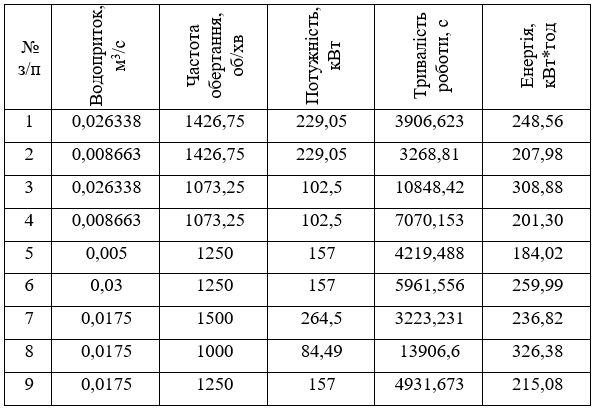 № з/п | Водоприток, м³/с | Частота обертання, об/хв | Потужність, кВт | Тривалість роботи, с | Енергія, кВт*год
1 | 0,026338 | 1426,75 | 229,05 | 3906,623 | 248,56
2 | 0,008663 | 1426,75 | 229,05 | 3268,81 | 207,98
3 | 0,026338 | 1073,25 | 102,5 | 10848,42 | 308,88
4 | 0,008663 | 1073,25 | 102,5 | 7070,153 | 201,30
5 | 0,005 | 1250 | 157 | 4219,488 | 184,02
6 | 0,03 | 1250 | 157 | 5961,556 | 259,99
7 | 0,0175 | 1500 | 264,5 | 3223,231 | 236,82
8 | 0,0175 | 1000 | 84,49 | 13906,6 | 326,38
9 | 0,0175 | 1250 | 157 | 4931,673 | 215,08